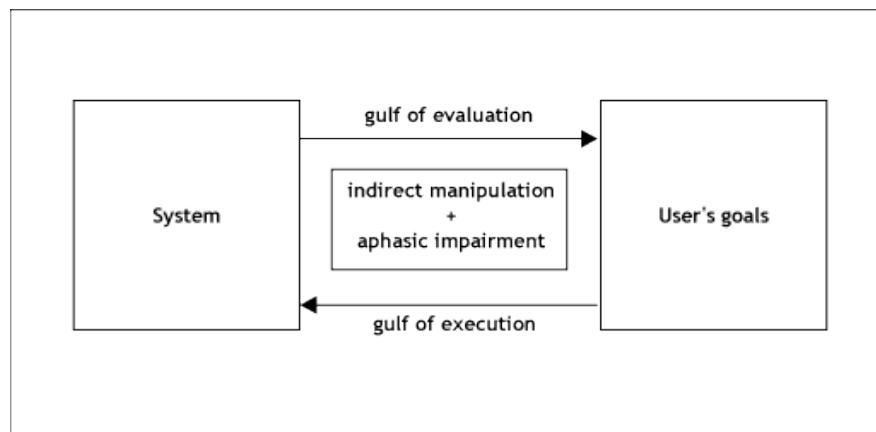 gulf of evaluation
System
indirect manipulation
+
aphasic impairment
User's goals
gulf of execution